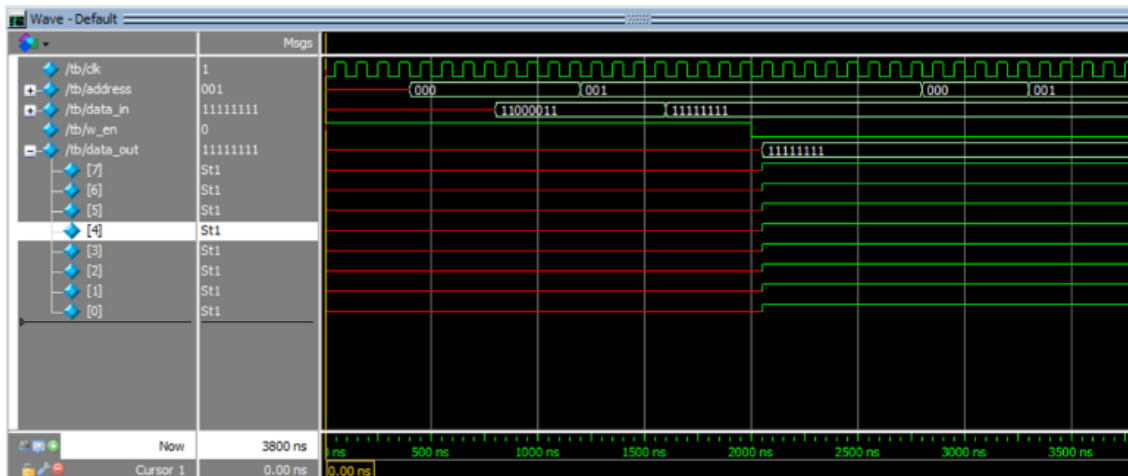 Wave - Default
Msgs
/tb/clk 1
/tb/address 001 000 001 000 001
/tb/data_in 11111111 11000011 11111111
/tb/w_en 0
/tb/data_out 11111111 11111111
[7] St1
[6] St1
[5] St1
[4] St1
[3] St1
[2] St1
[1] St1
[0] St1
Now 3800 ns ns 500 ns 1000 ns 1500 ns 2000 ns 2500 ns 3000 ns 3500 ns
Cursor 1 0.00 ns 0.00 ns